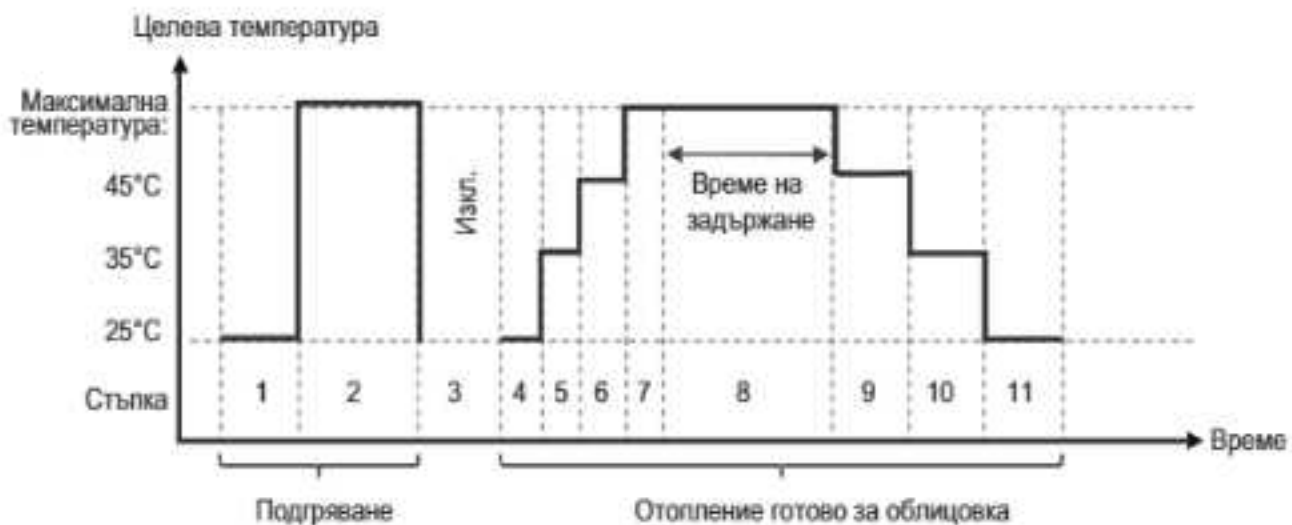 Целева температура
Максимална
температура:
45°C
35°C
25°C
Изкл.
Време на
задържане
Стъпка 1 2 3 4 5 6 7 8 9 10 11
Време
Подгряване
Отопление готово за облицовка